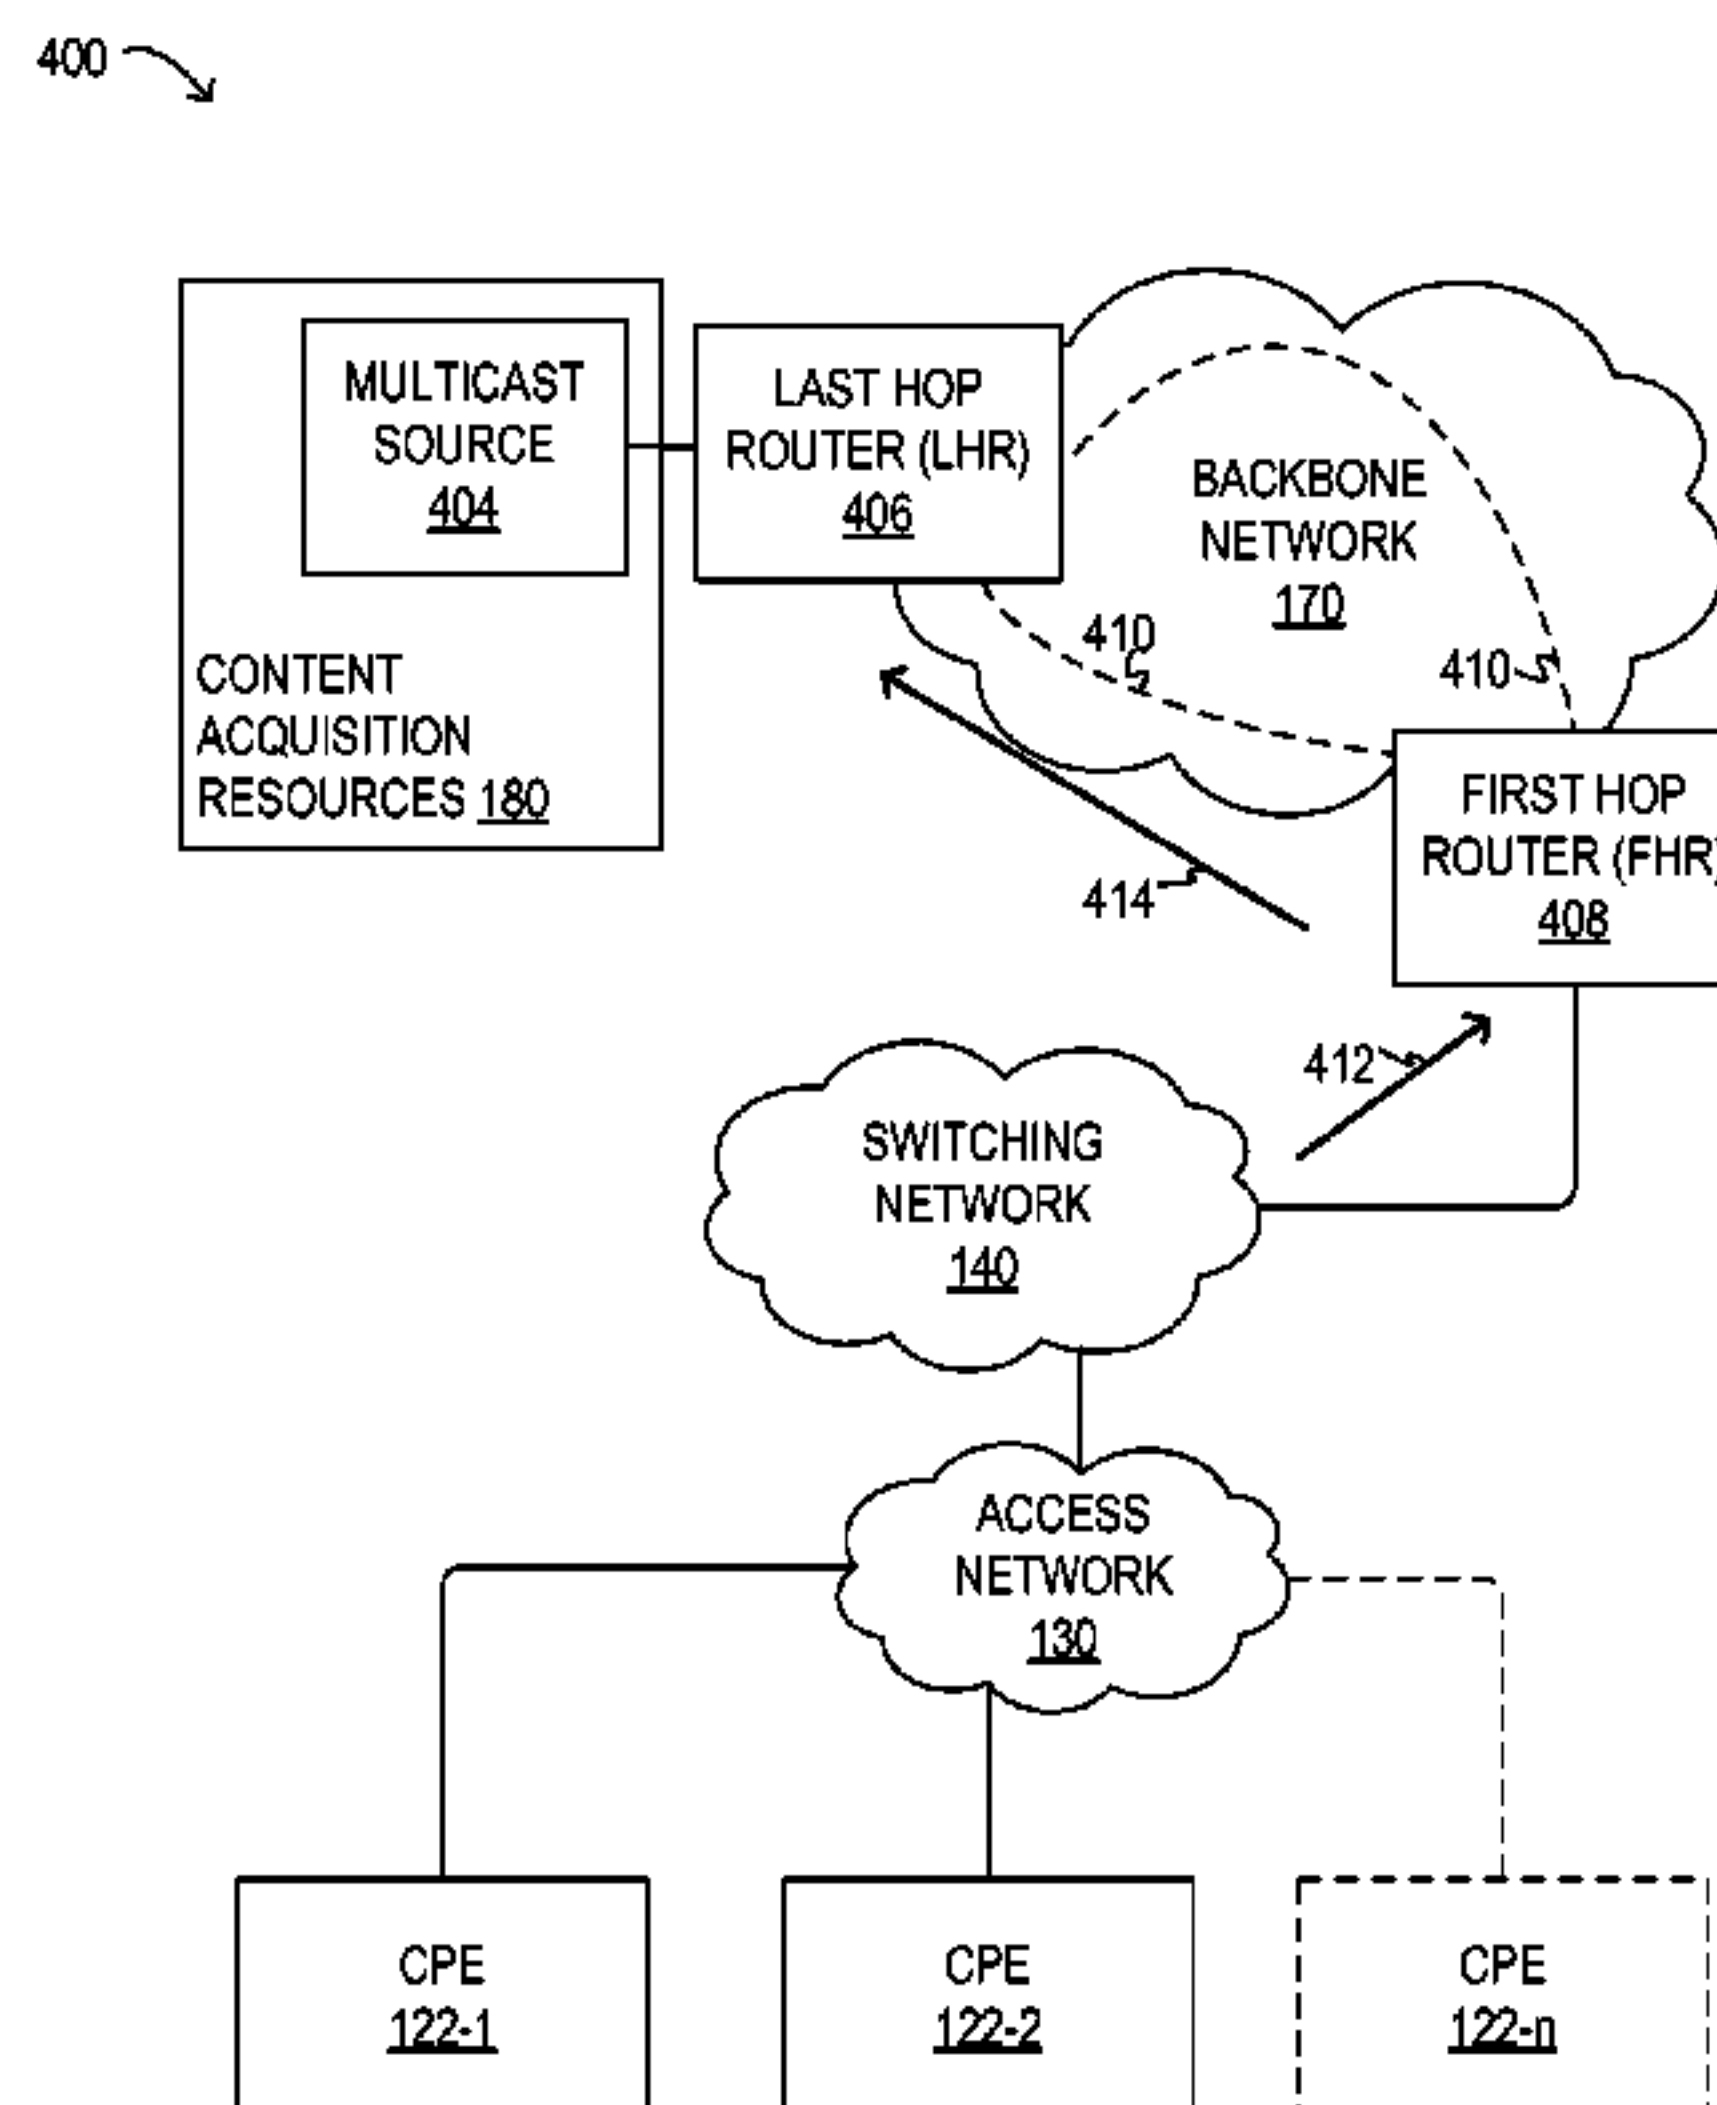 400
MULTICAST
SOURCE
404
LAST HOP
ROUTER (LHR)
406
BACKBONE
NETWORK
170
410
410
CONTENT
ACQUISITION
RESOURCES 180
FIRST HOP
ROUTER (FHR)
408
414
412
SWITCHING
NETWORK
140
ACCESS
NETWORK
130
CPE
122-1
CPE
122-2
CPE
122-n